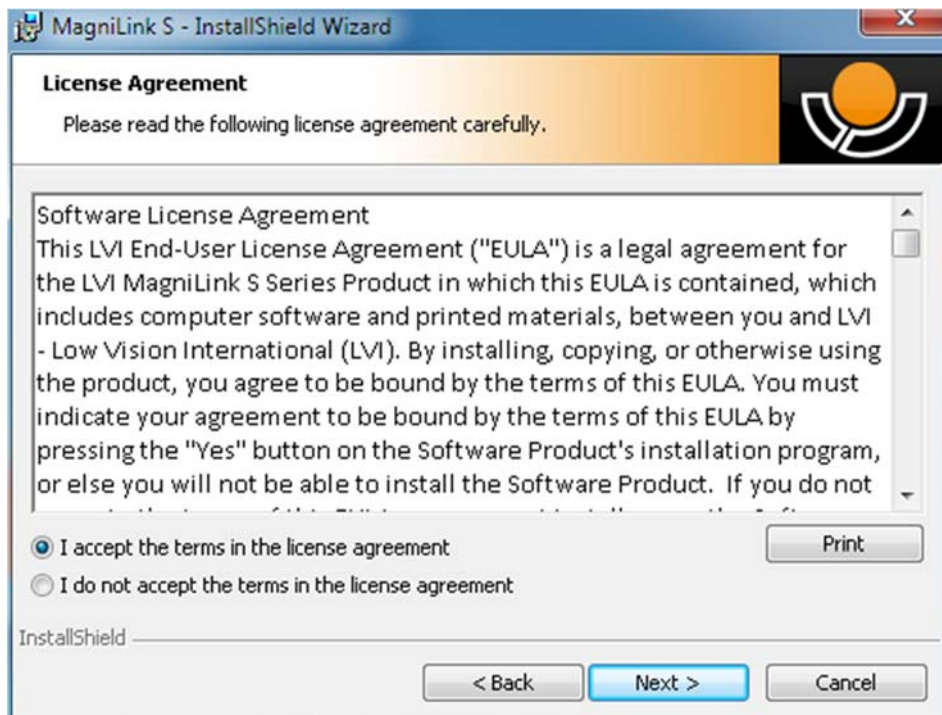 MagniLink S - InstallShield Wizard
License Agreement
Please read the following license agreement carefully.
Software License Agreement
This LVI End-User License Agreement ("EULA") is a legal agreement for
the LVI MagniLink S Series Product in which this EULA is contained, which
includes computer software and printed materials, between you and LVI
- Low Vision International (LVI). By installing, copying, or otherwise using
the product, you agree to be bound by the terms of this EULA. You must
indicate your agreement to be bound by the terms of this EULA by
pressing the "Yes" button on the Software Product's installation program,
or else you will not be able to install the Software Product.  If you do not
I accept the terms in the license agreement
Print
I do not accept the terms in the license agreement
InstallShield
< Back
Next >
Cancel